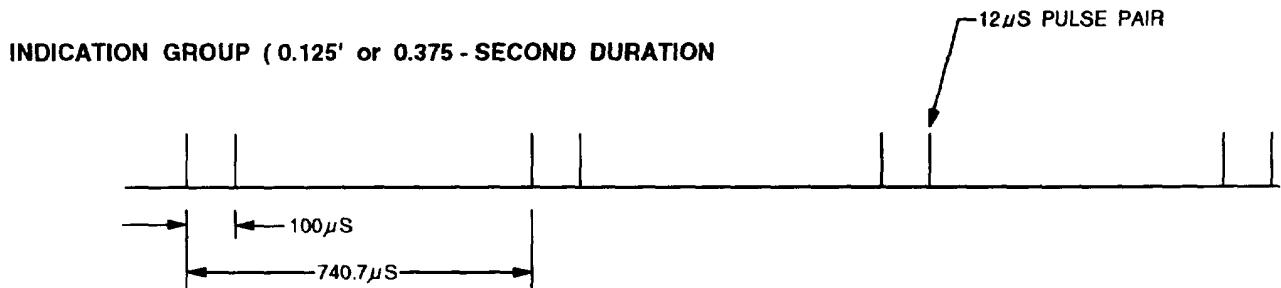 12μS PULSE PAIR
INDICATION GROUP ( 0.125' or 0.375 - SECOND DURATION
100μS
740.7μS